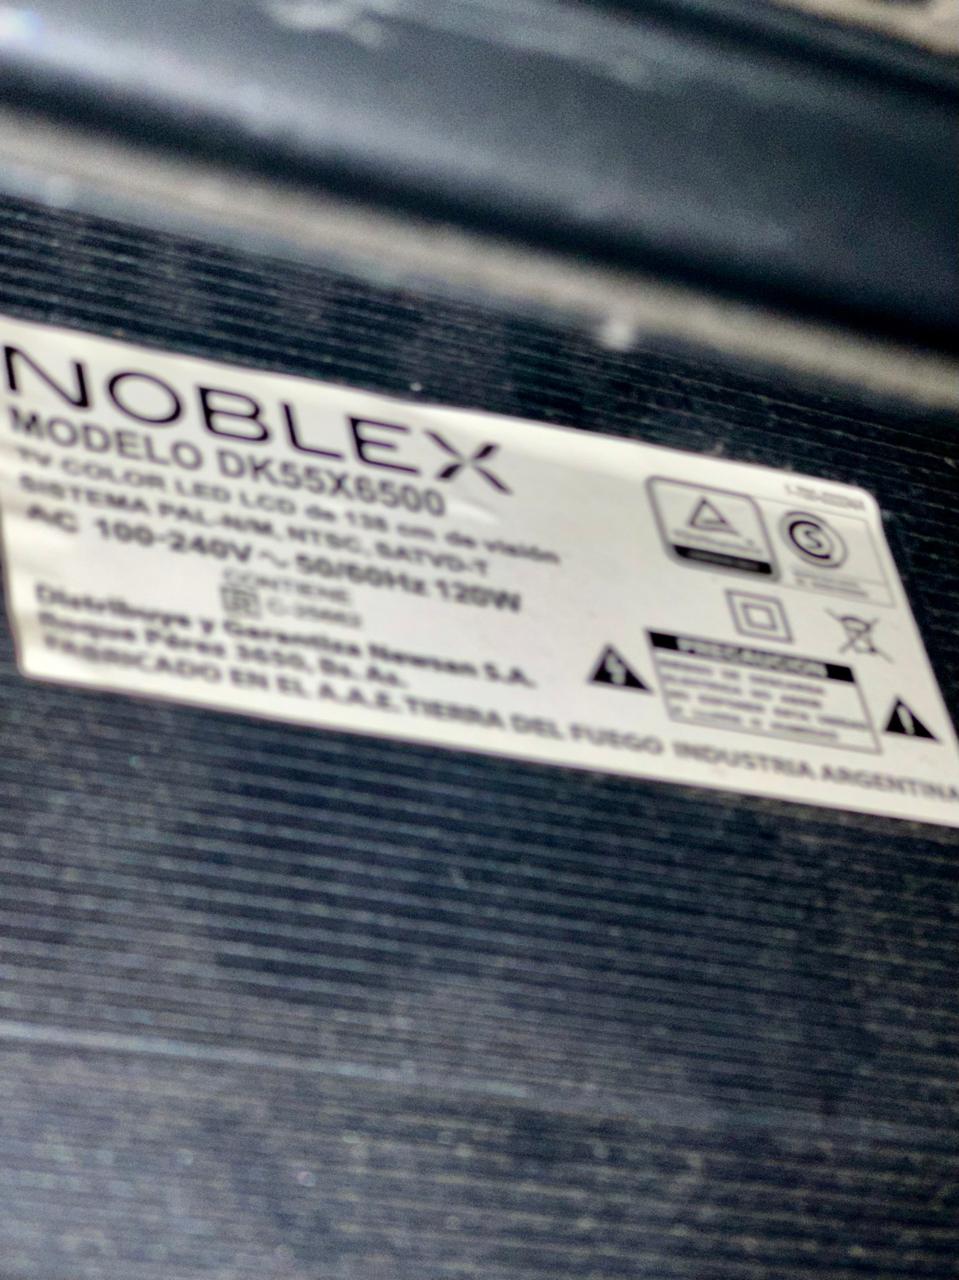 NOBLEX
MODELO DK55X6500
TV COLOR LED LCD de 138 cm de visión
SISTEMA PAL-N/M, NTSC, SATVD-T
AC 100-240V ~ 50/60Hz 120W
CONTIENE
Distribuye y Garantiza Newsan S.A.
Roque Pérez 3650, Bs. As.
FABRICADO EN EL A.A.E. TIERRA DEL FUEGO INDUSTRIA ARGENTINA
S
PRECAUCION